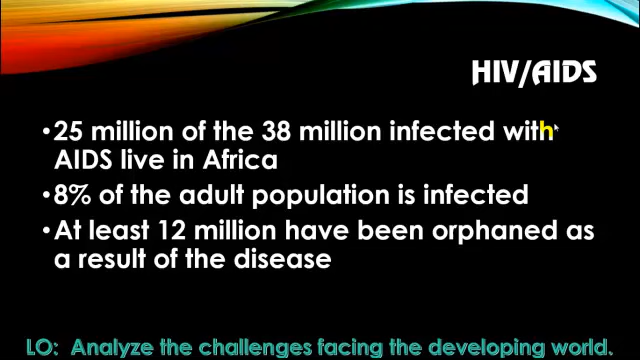 HIV/AIDS
•25 million of the 38 million infected with
AIDS live in Africa
•8% of the adult population is infected
•At least 12 million have been orphaned as
a result of the disease
LO: Analyze the challenges facing the developing world.